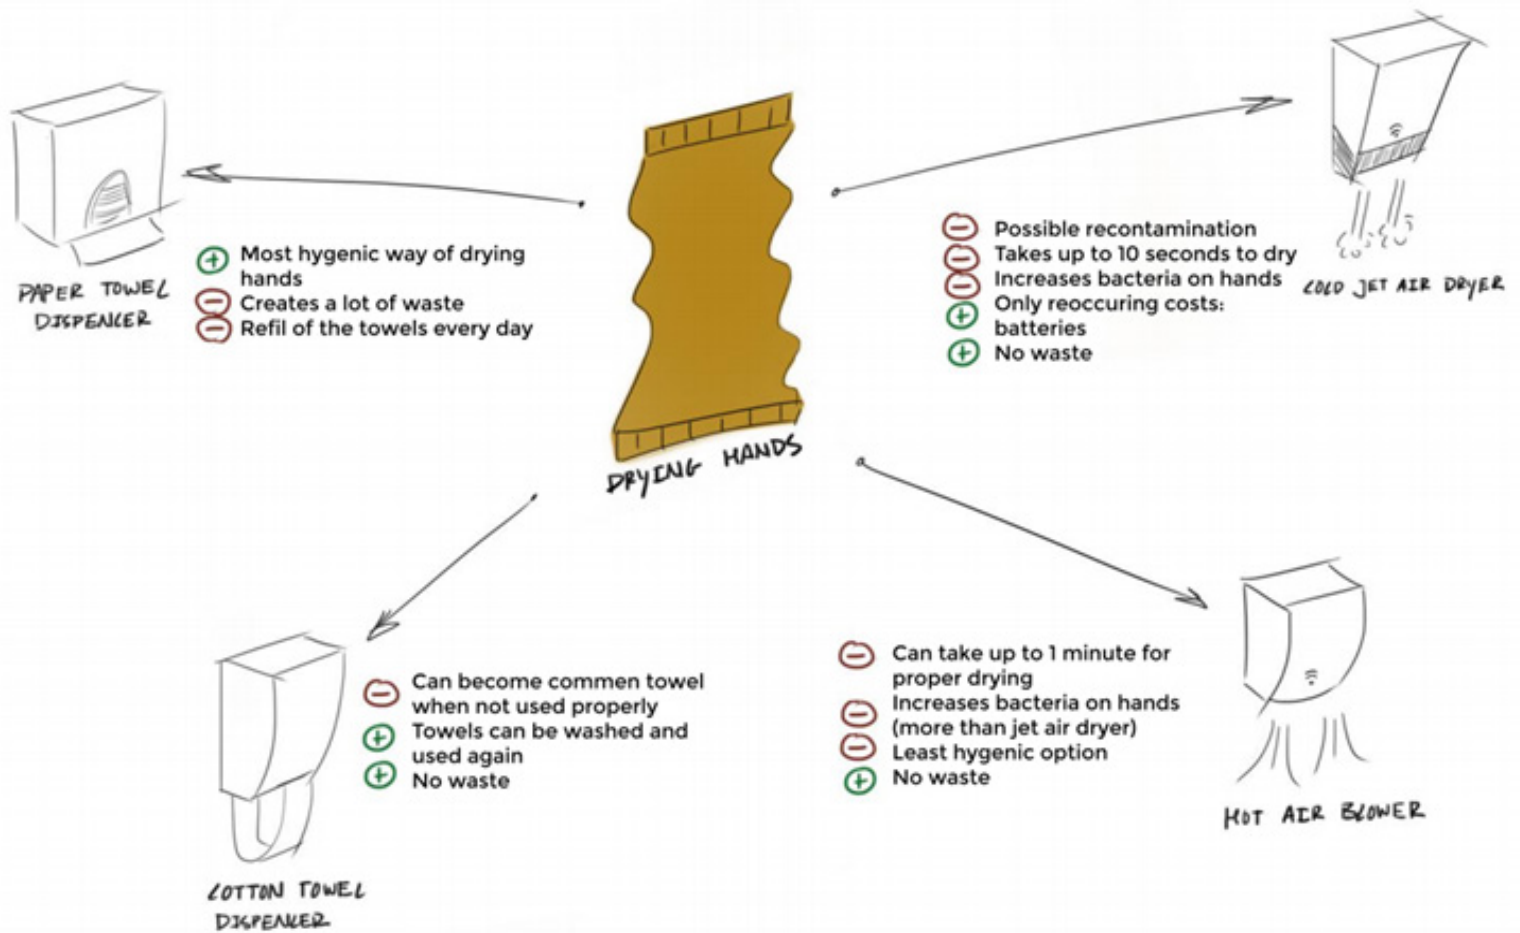 PAPER TOWEL
DISPENCER
Most hygenic way of drying
hands
Creates a lot of waste
Refil of the towels every day
DRYING HANDS
Possible recontamination
Takes up to 10 seconds to dry
Increases bacteria on hands
Only reoccuring costs:
batteries
No waste
COLD JET AIR DRYER
Can become commen towel
when not used properly
Towels can be washed and
used again
No waste
COTTON TOWEL
DISPENCER
Can take up to 1 minute for
proper drying
Increases bacteria on hands
(more than jet air dryer)
Least hygenic option
No waste
HOT AIR BLOWER